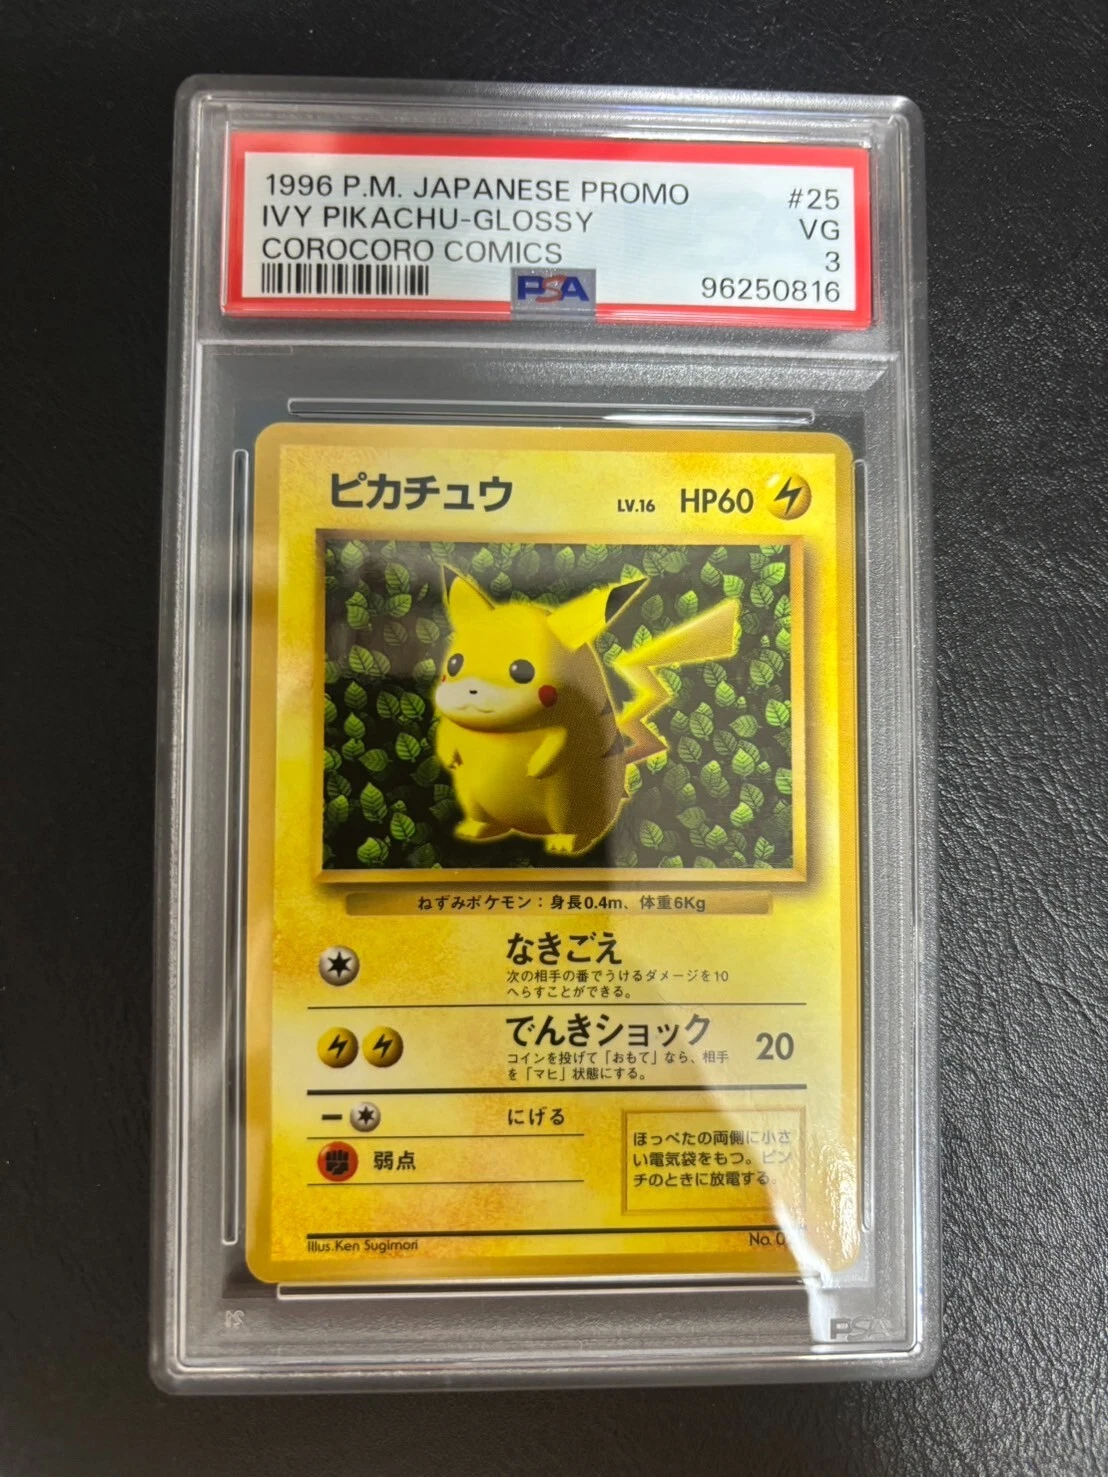 1996 P.M. JAPANESE PROMO #25
IVY PIKACHU-GLOSSY VG
COROCORO COMICS 3
PSA 96250816
ピカチュウ LV.16 HP60
ねずみポケモン：身長0.4m、体重6Kg
なきごえ
次の相手の番でうけるダメージを10
へらすことができる。
でんきショック 20
コインを投げて「おもて」なら、相手
を「マヒ」状態にする。
にげる
弱点
ほっぺたの両側に小さ
い電気袋をもつ。ピン
チのときに放電する。
Illus.Ken Sugimori No.0
PSA